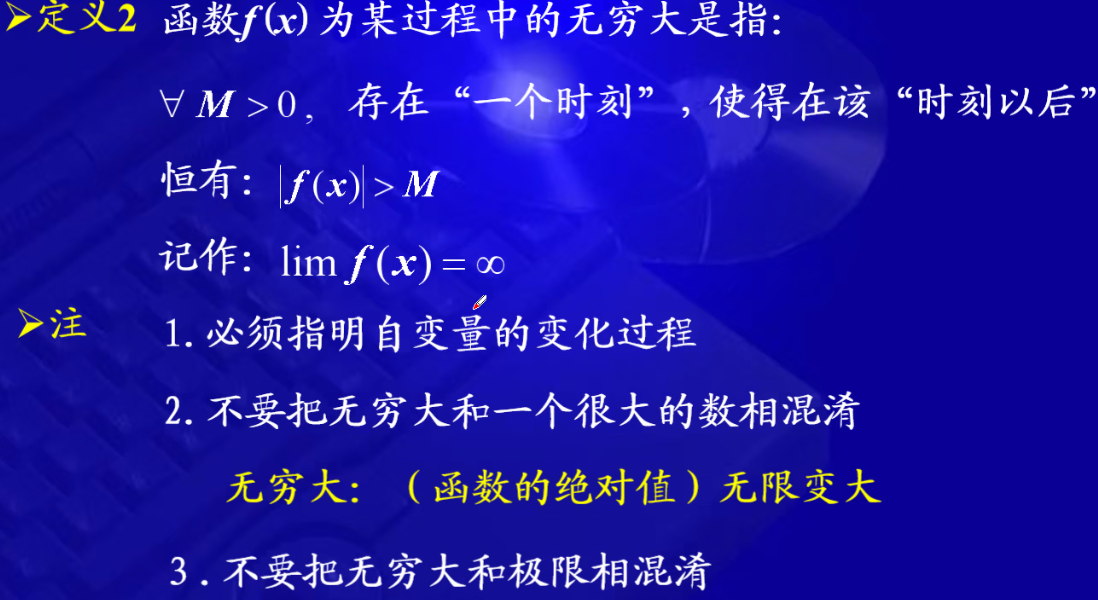 ➢定义2 函数f(x)为某过程中的无穷大是指:
∀ M > 0, 存在“一个时刻”,使得在该“时刻以后”
恒有: |f(x)| > M
记作: lim f(x) = ∞
➢注 1.必须指明自变量的变化过程
2.不要把无穷大和一个很大的数相混淆
无穷大: (函数的绝对值)无限变大
3.不要把无穷大和极限相混淆